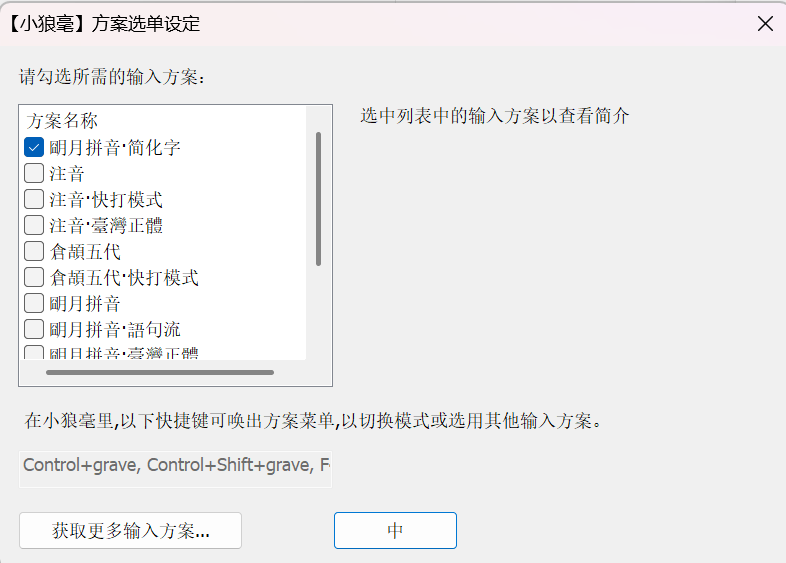 【小狼毫】方案选单设定
请勾选所需的输入方案：
方案名称
朙月拼音·简化字
注音
注音·快打模式
注音·臺灣正體
倉頡五代
倉頡五代·快打模式
朙月拼音
朙月拼音·語句流
朙月拼音·臺灣正體
选中列表中的输入方案以查看简介
在小狼毫里,以下快捷键可唤出方案菜单,以切换模式或选用其他输入方案。
Control+grave, Control+Shift+grave, F
获取更多输入方案...
中